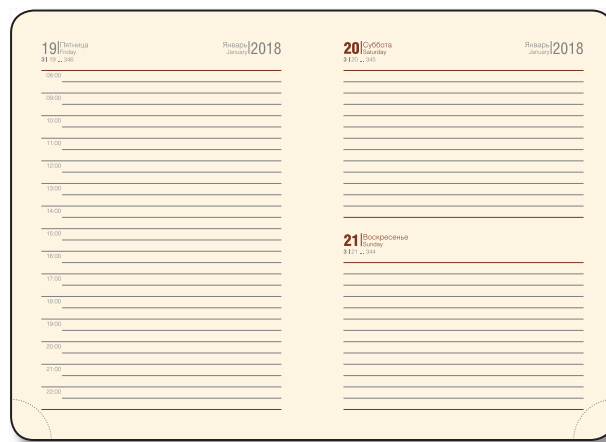 19 Пятница
Friday
Январь 2018
January
3 | 19 ... 346
08:00
09:00
10:00
11:00
12:00
13:00
14:00
15:00
16:00
17:00
18:00
19:00
20:00
21:00
22:00
20 Суббота
Saturday
Январь 2018
January
3 | 20 ... 345
21 Воскресенье
Sunday
3 | 21 ... 344